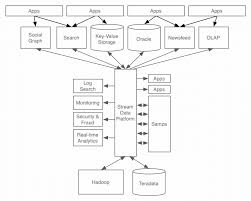 Apps
Apps
Apps
Apps
Social
Graph
Search
Key-Value
Storage
Oracle
Newsfeed
OLAP
Log
Search
Monitoring
Security &
Fraud
Real-time
Analytics
Stream
Data
Platform
Apps
Apps
Samza
Hadoop
Teradata